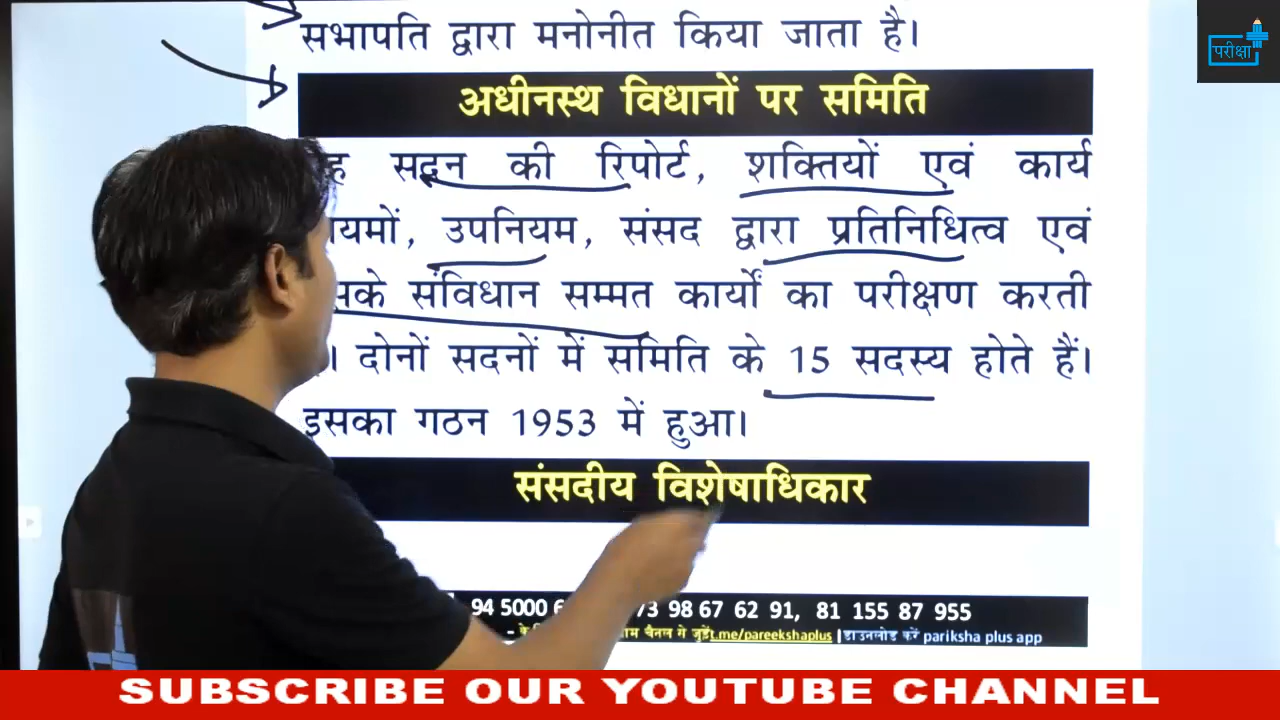 सभापति द्वारा मनोनीत किया जाता है।
परीक्षा
अधीनस्थ विधानों पर समिति
सदन की रिपोर्ट, शक्तियों एवं कार्य
उपनियम, संसद द्वारा प्रतिनिधित्व एवं
संविधान सम्मत कार्यों का परीक्षण करती
दोनों सदनों में समिति के 15 सदस्य होते हैं।
इसका गठन 1953 में हुआ।
संसदीय विशेषाधिकार
94 5000 73 98 67 62 91, 81 155 87 955
चैनल से जुड़ें t.me/pareekshaplus | डाउनलोड करें pariksha plus app
SUBSCRIBE OUR YOUTUBE CHANNEL